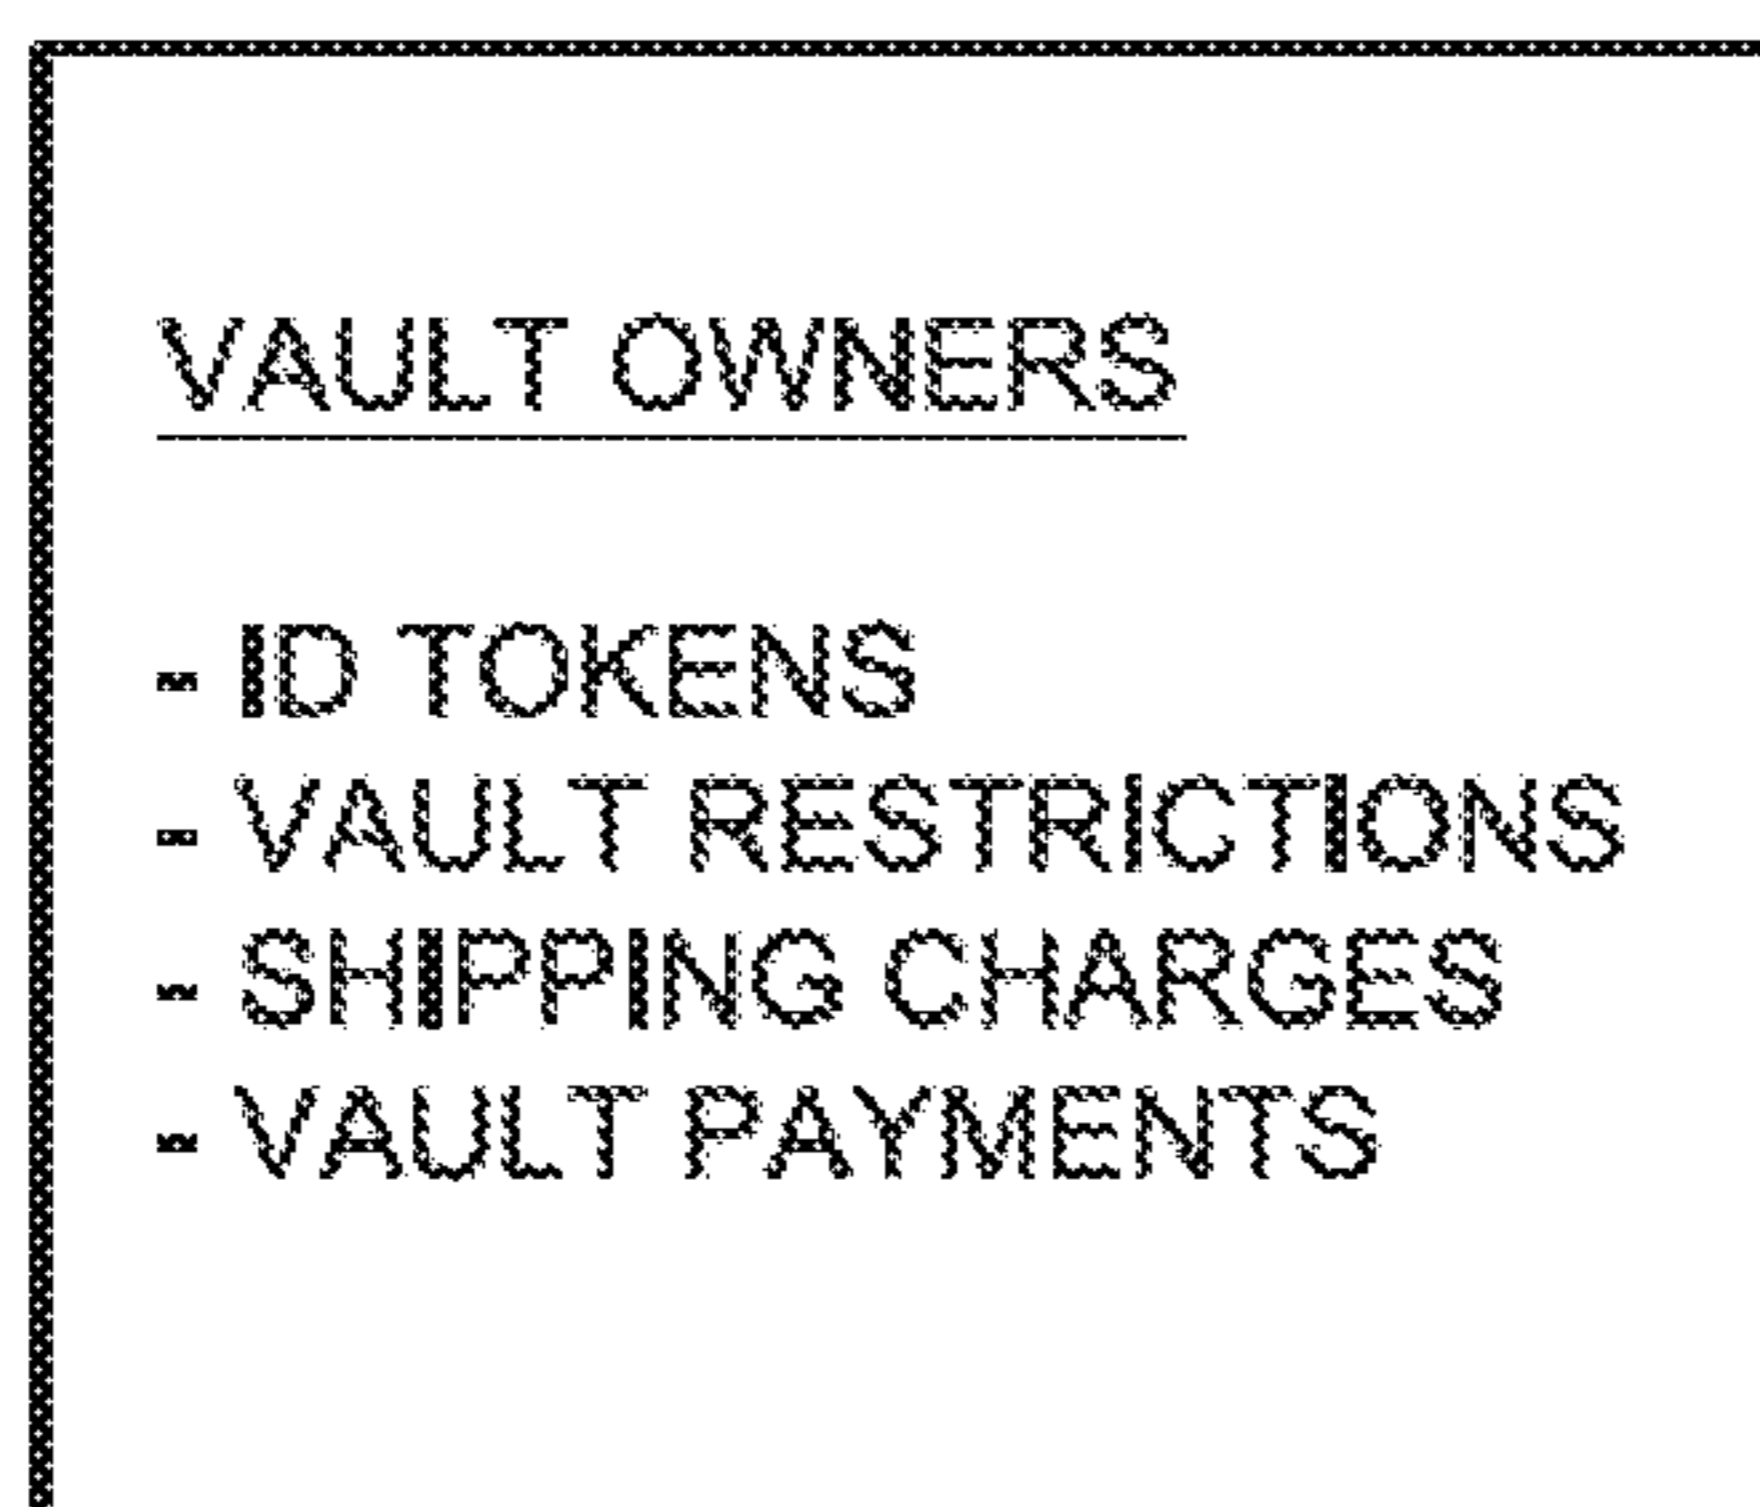 VAULT OWNERS
- ID TOKENS
- VAULT RESTRICTIONS
- SHIPPING CHARGES
- VAULT PAYMENTS